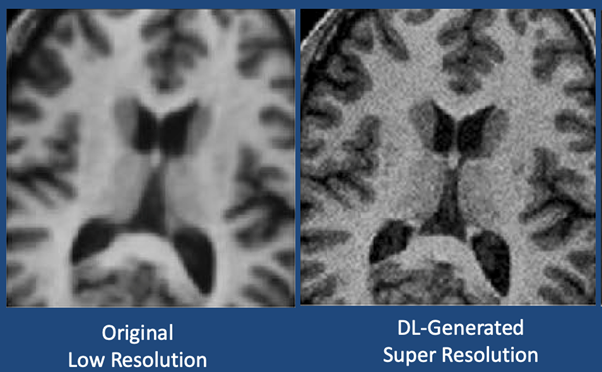 Original
Low Resolution
DL-Generated
Super Resolution